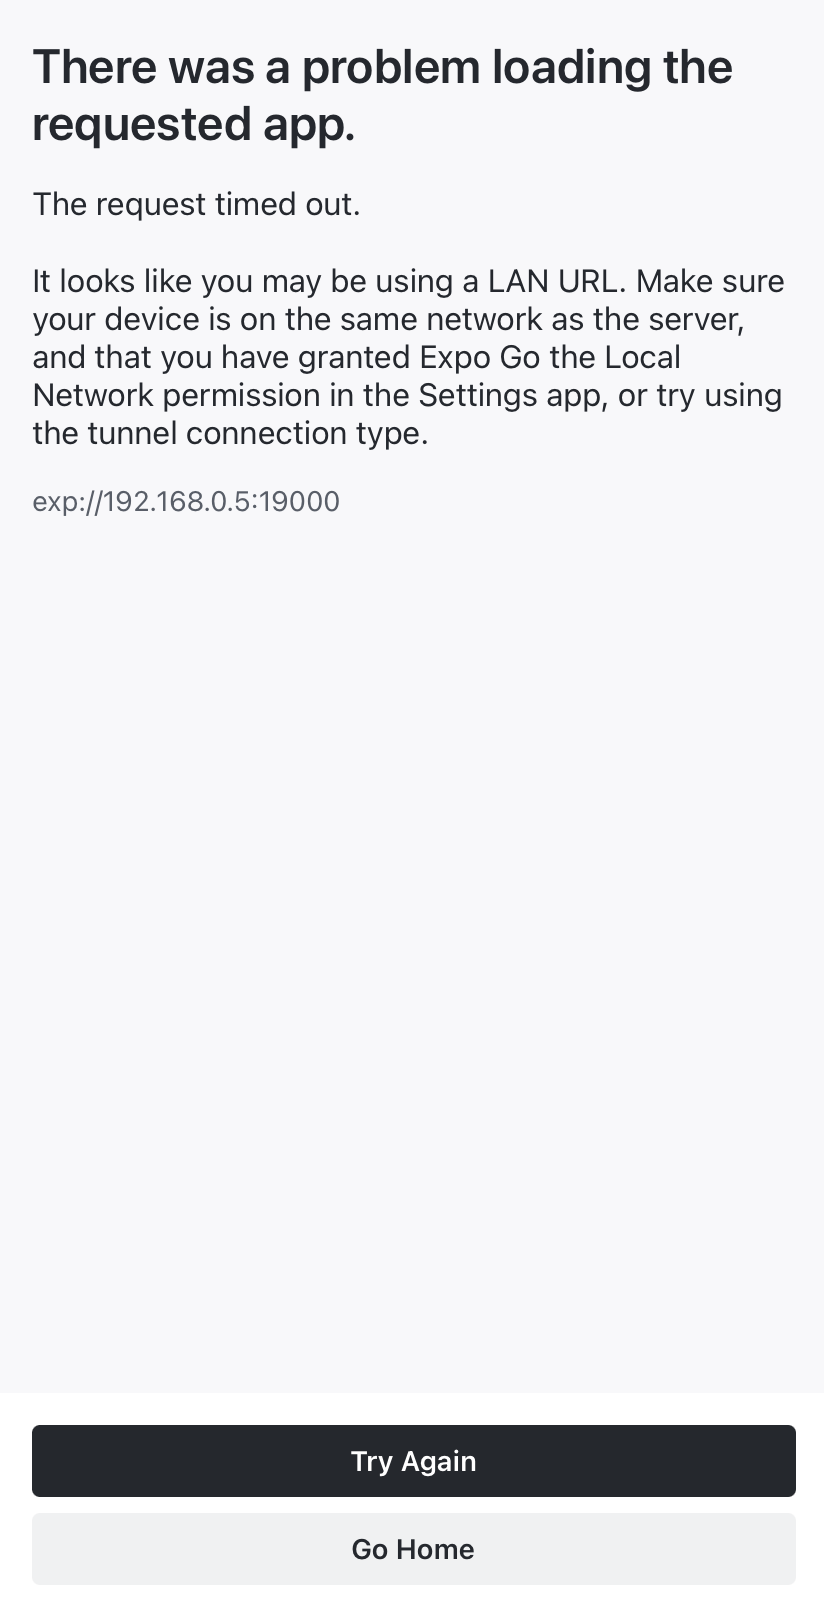 There was a problem loading the
requested app.
The request timed out.
It looks like you may be using a LAN URL. Make sure
your device is on the same network as the server,
and that you have granted Expo Go the Local
Network permission in the Settings app, or try using
the tunnel connection type.
exp://192.168.0.5:19000
Try Again
Go Home